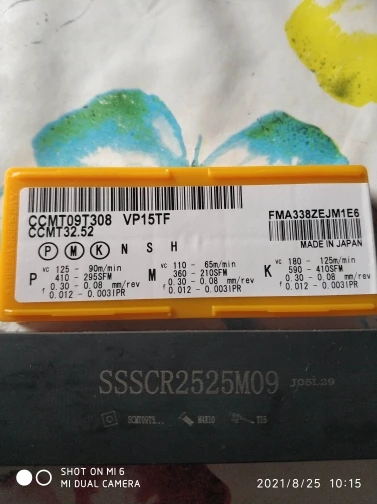 CCMT09T308 VP15TF
CCMT32.52
FMA338ZEJM1E6
MADE IN JAPAN
P M K N S H
P vc 125 - 90m/min
410 - 295SFM
f 0.30 - 0.08 mm/rev
0.012 - 0.003IPR
M vc 110 - 65m/min
360 - 210SFM
f 0.30 - 0.08 mm/rev
0.012 - 0.003IPR
K vc 180 - 125m/min
590 - 410SFM
f 0.30 - 0.08 mm/rev
0.012 - 0.003IPR
SSSCR2525M09 J05L29
C SCMT09T3..
SHOT ON MI 6
MI DUAL CAMERA
2021/8/25 10:15